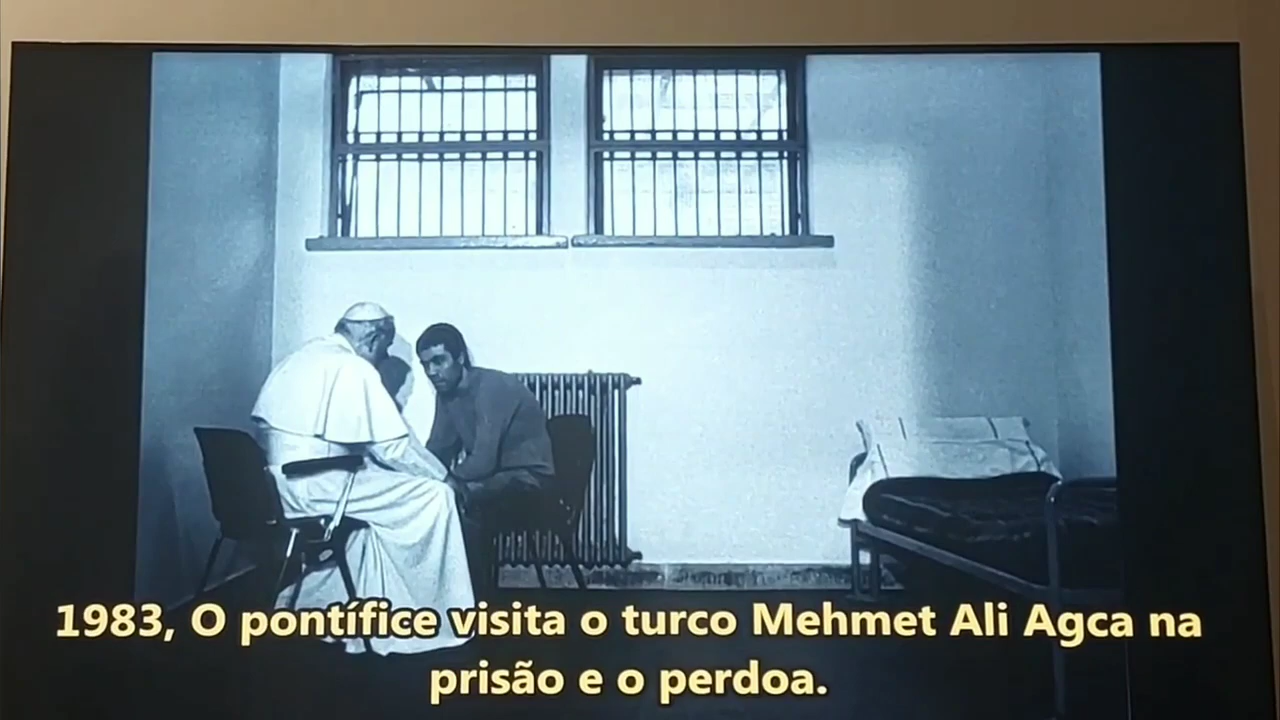 1983, O pontífice visita o turco Mehmet Ali Agca na
prisão e o perdoa.